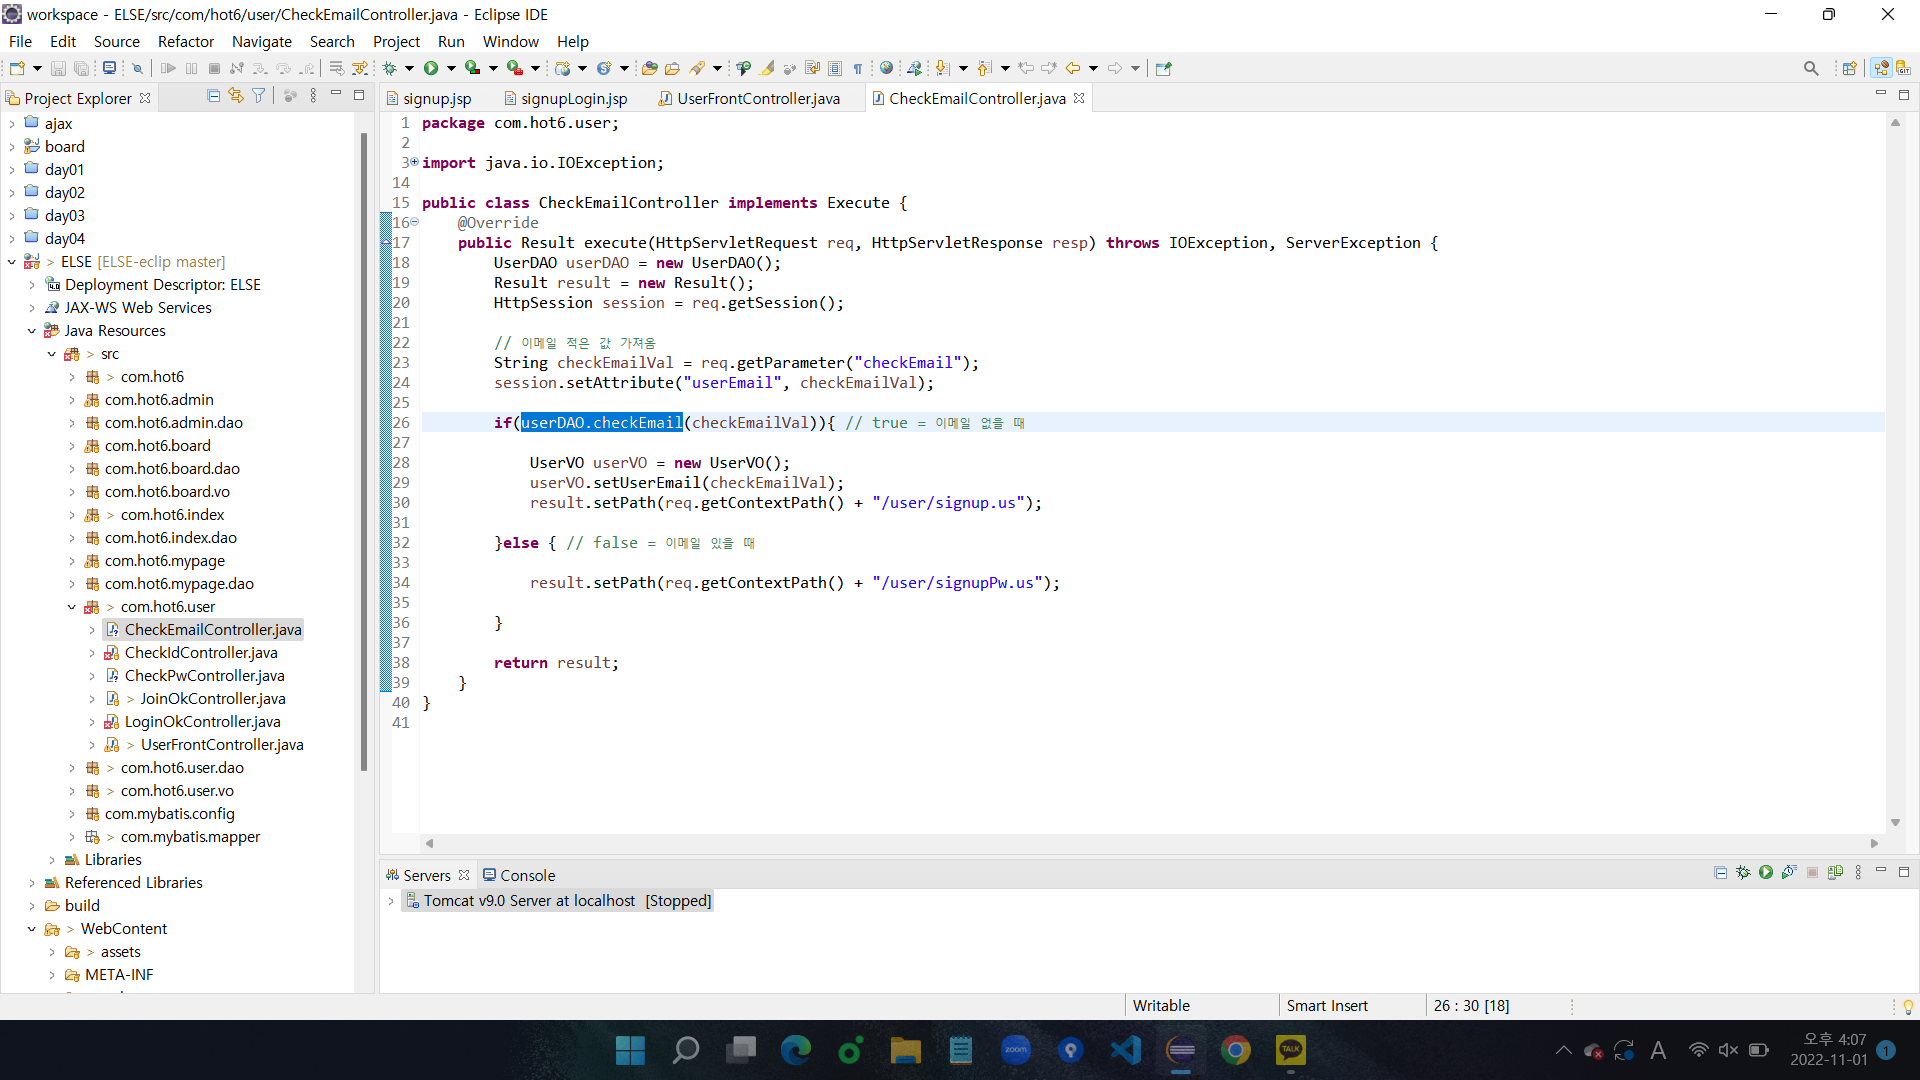 workspace - ELSE/src/com/hot6/user/CheckEmailController.java - Eclipse IDE
File Edit Source Refactor Navigate Search Project Run Window Help
Project Explorer
ajax
board
day01
day02
day03
day04
> ELSE [ELSE-eclip master]
Deployment Descriptor: ELSE
JAX-WS Web Services
Java Resources
> src
> com.hot6
com.hot6.admin
com.hot6.admin.dao
com.hot6.board
com.hot6.board.dao
com.hot6.board.vo
> com.hot6.index
com.hot6.index.dao
com.hot6.mypage
com.hot6.mypage.dao
> com.hot6.user
CheckEmailController.java
CheckIdController.java
CheckPwController.java
> JoinOkController.java
LoginOkController.java
> UserFrontController.java
> com.hot6.user.dao
> com.hot6.user.vo
com.mybatis.config
> com.mybatis.mapper
Libraries
Referenced Libraries
build
> WebContent
> assets
META-INF
signup.jsp signupLogin.jsp UserFrontController.java CheckEmailController.java
1 package com.hot6.user;
2
3 import java.io.IOException;
14
15 public class CheckEmailController implements Execute {
16 @Override
17 public Result execute(HttpServletRequest req, HttpServletResponse resp) throws IOException, ServerException {
18 UserDAO userDAO = new UserDAO();
19 Result result = new Result();
20 HttpSession session = req.getSession();
21
22 // 이메일 적은 값 가져옴
23 String checkEmailVal = req.getParameter("checkEmail");
24 session.setAttribute("userEmail", checkEmailVal);
25
26 if(userDAO.checkEmail(checkEmailVal)){ // true = 이메일 없을 때
27
28 UserVO userVO = new UserVO();
29 userVO.setUserEmail(checkEmailVal);
30 result.setPath(req.getContextPath() + "/user/signup.us");
31
32 }else { // false = 이메일 있을 때
33
34 result.setPath(req.getContextPath() + "/user/signupPw.us");
35
36 }
37
38 return result;
39 }
40 }
41
Servers Console
Tomcat v9.0 Server at localhost [Stopped]
Writable Smart Insert 26 : 30 [18]
zoom
TALK
A
오후 4:07
2022-11-01
1